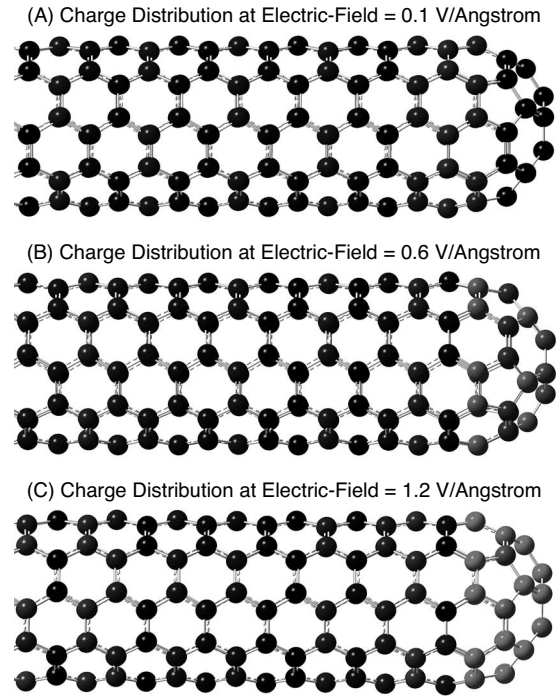 (A) Charge Distribution at Electric-Field = 0.1 V/Angstrom
(B) Charge Distribution at Electric-Field = 0.6 V/Angstrom
(C) Charge Distribution at Electric-Field = 1.2 V/Angstrom